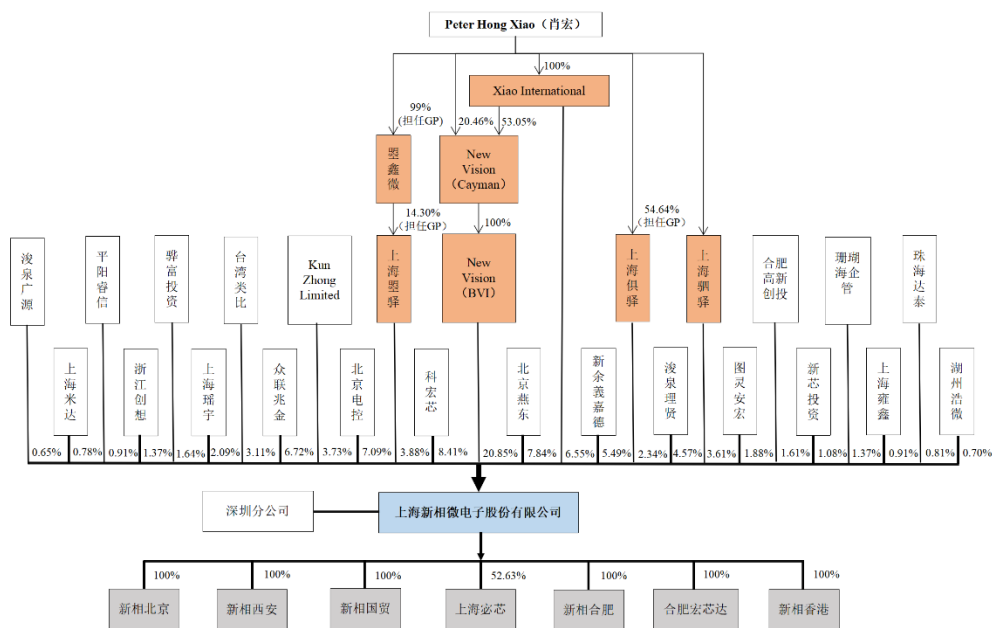 Peter Hong Xiao（肖宏）
100%
Xiao International
99%
(担任GP)
20.46%
53.05%
曌鑫微
New
Vision
（Cayman）
14.30%
（担任GP）
100%
54.64%
（担任GP）
浚泉广源
平阳睿信
骅富投资
台湾类比
Kun
Zhong
Limited
上海曌驿
New
Vision
（BVI）
上海俱驿
上海驷驿
合肥高新创投
珊瑚海企管
珠海达泰
上海米达
浙江创想
上海瑶宇
众联兆金
北京电控
科宏芯
北京燕东
新余義嘉德
浚泉理贤
图灵安宏
新芯投资
上海雍鑫
湖州浩微
0.65%
0.78%
0.91%
1.37%
1.64%
2.09%
3.11%
6.72%
3.73%
7.09%
3.88%
8.41%
20.85%
7.84%
6.55%
5.49%
2.34%
4.57%
3.61%
1.88%
1.61%
1.08%
1.37%
0.91%
0.81%
0.70%
深圳分公司
上海新相微电子股份有限公司
100%
100%
100%
52.63%
100%
100%
100%
新相北京
新相西安
新相国贸
上海宓芯
新相合肥
合肥宏芯达
新相香港